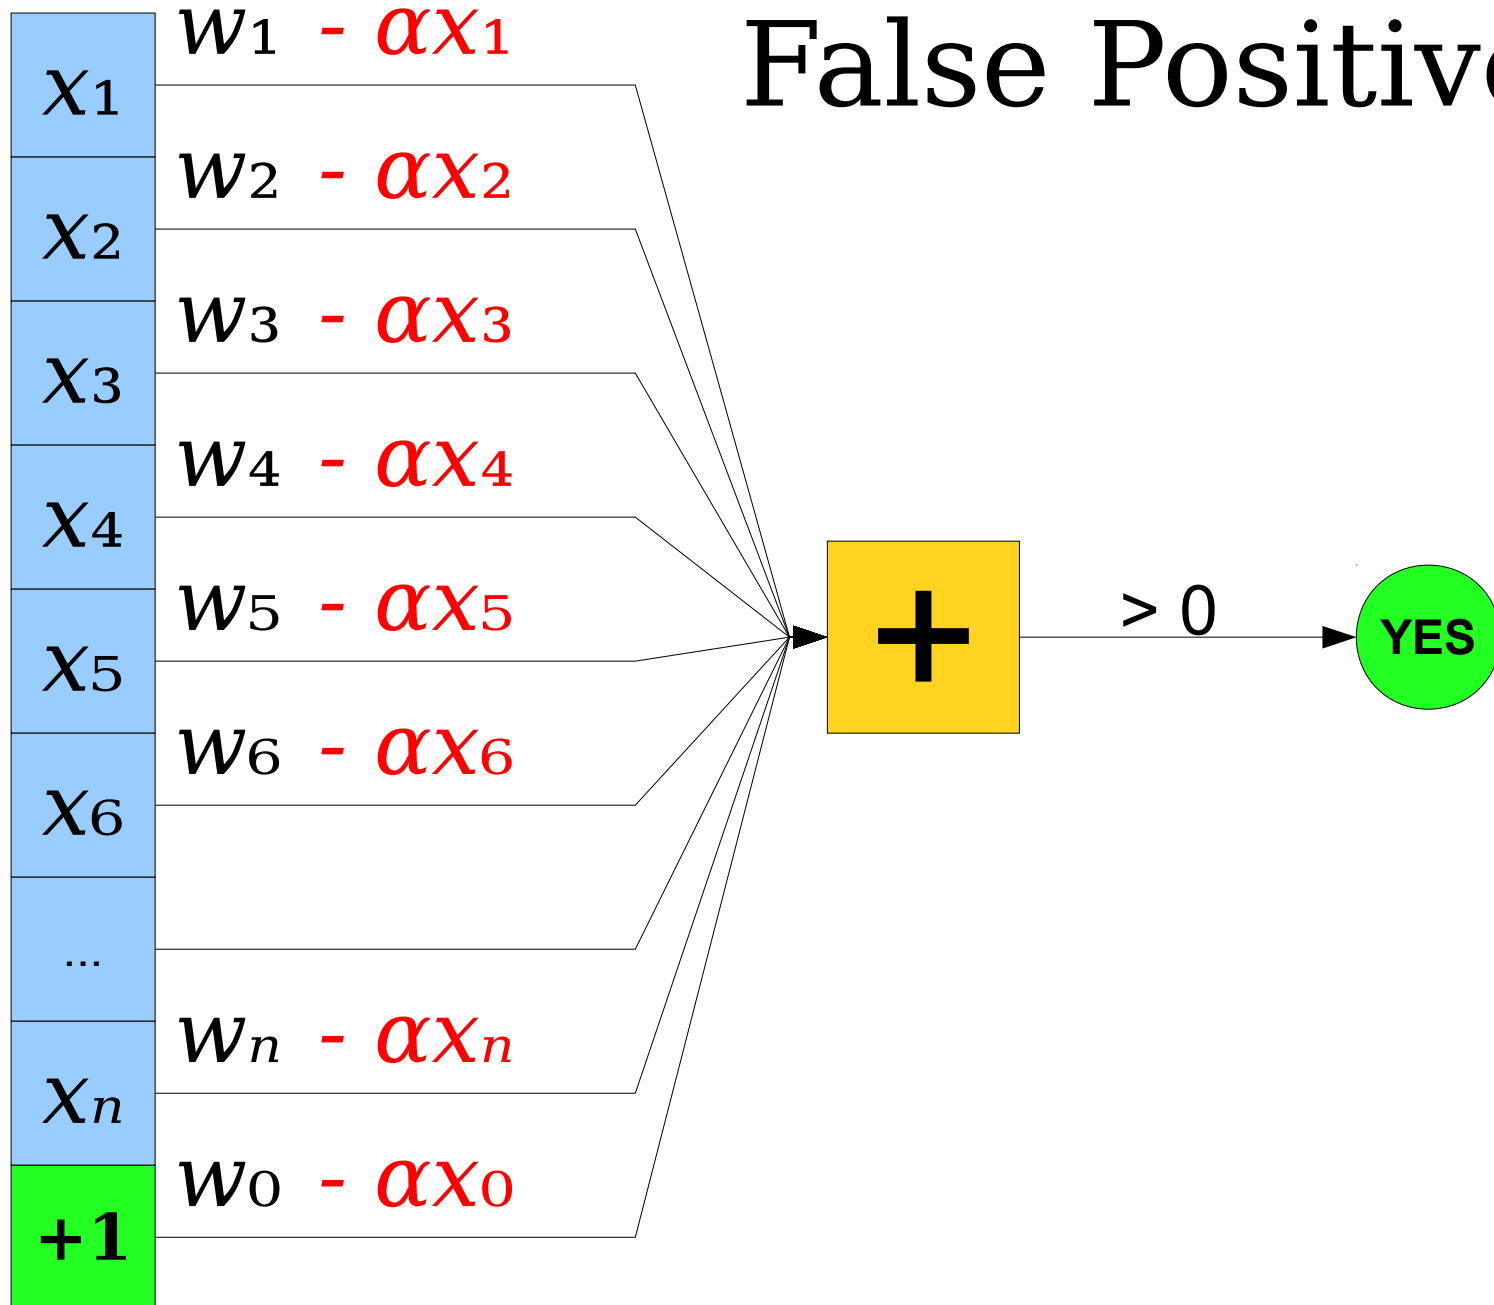 False Positive
x1
w1 - αx1
x2
w2 - αx2
x3
w3 - αx3
x4
w4 - αx4
x5
w5 - αx5
x6
w6 - αx6
...
xn
wn - αxn
+1
w0 - αx0
+
> 0
YES